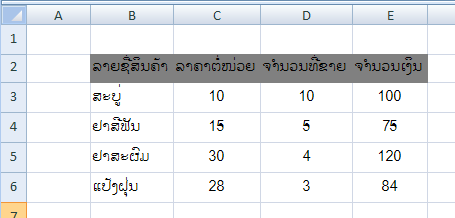 A B C D E
1
2 ລາຍຊື່ສິນຄ້າ ລາຄາຕໍ່ໜ່ວຍ ຈຳນວນທີ່ຂາຍ ຈຳນວນເງິນ
3 ສະບູ່ 10 10 100
4 ຢາສີຟັນ 15 5 75
5 ຢາສະຜົມ 30 4 120
6 ແປ້ງຝຸ່ນ 28 3 84
7